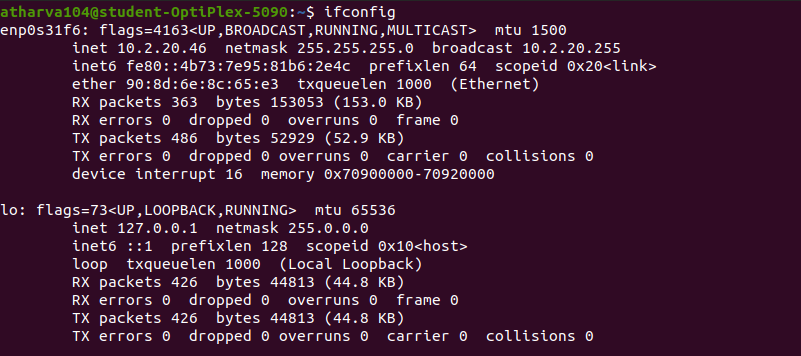 atharva104@student-OptiPlex-5090:~$ ifconfig
enp0s31f6: flags=4163<UP,BROADCAST,RUNNING,MULTICAST>  mtu 1500
        inet 10.2.20.46  netmask 255.255.255.0  broadcast 10.2.20.255
        inet6 fe80::4b73:7e95:81b6:2e4c  prefixlen 64  scopeid 0x20<link>
        ether 90:8d:6e:8c:65:e3  txqueuelen 1000  (Ethernet)
        RX packets 363  bytes 153053 (153.0 KB)
        RX errors 0  dropped 0  overruns 0  frame 0
        TX packets 486  bytes 52929 (52.9 KB)
        TX errors 0  dropped 0 overruns 0  carrier 0  collisions 0
        device interrupt 16  memory 0x70900000-70920000

lo: flags=73<UP,LOOPBACK,RUNNING>  mtu 65536
        inet 127.0.0.1  netmask 255.0.0.0
        inet6 ::1  prefixlen 128  scopeid 0x10<host>
        loop  txqueuelen 1000  (Local Loopback)
        RX packets 426  bytes 44813 (44.8 KB)
        RX errors 0  dropped 0  overruns 0  frame 0
        TX packets 426  bytes 44813 (44.8 KB)
        TX errors 0  dropped 0 overruns 0  carrier 0  collisions 0